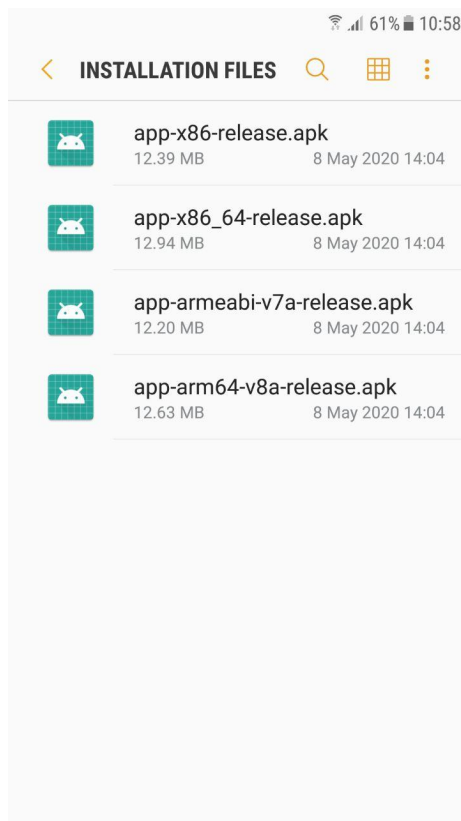 61% 10:58
INSTALLATION FILES
app-x86-release.apk
12.39 MB 8 May 2020 14:04
app-x86_64-release.apk
12.94 MB 8 May 2020 14:04
app-armeabi-v7a-release.apk
12.20 MB 8 May 2020 14:04
app-arm64-v8a-release.apk
12.63 MB 8 May 2020 14:04